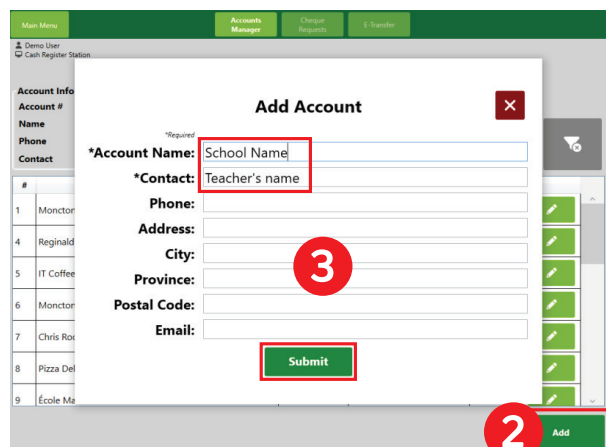 Main Menu
Accounts Manager
Cheque Requests
E-Transfer
Demo User
Cash Register Station
Account Info
Account #
Name
Phone
Contact
Add Account
*Required
*Account Name: School Name
*Contact: Teacher's name
Phone:
Address:
City:
Province:
Postal Code:
Email:
3
Submit
#
1 Moncton
4 Reginald
5 IT Coffee
6 Moncton
7 Chris Roc
8 Pizza Del
9 École Ma
2
Add